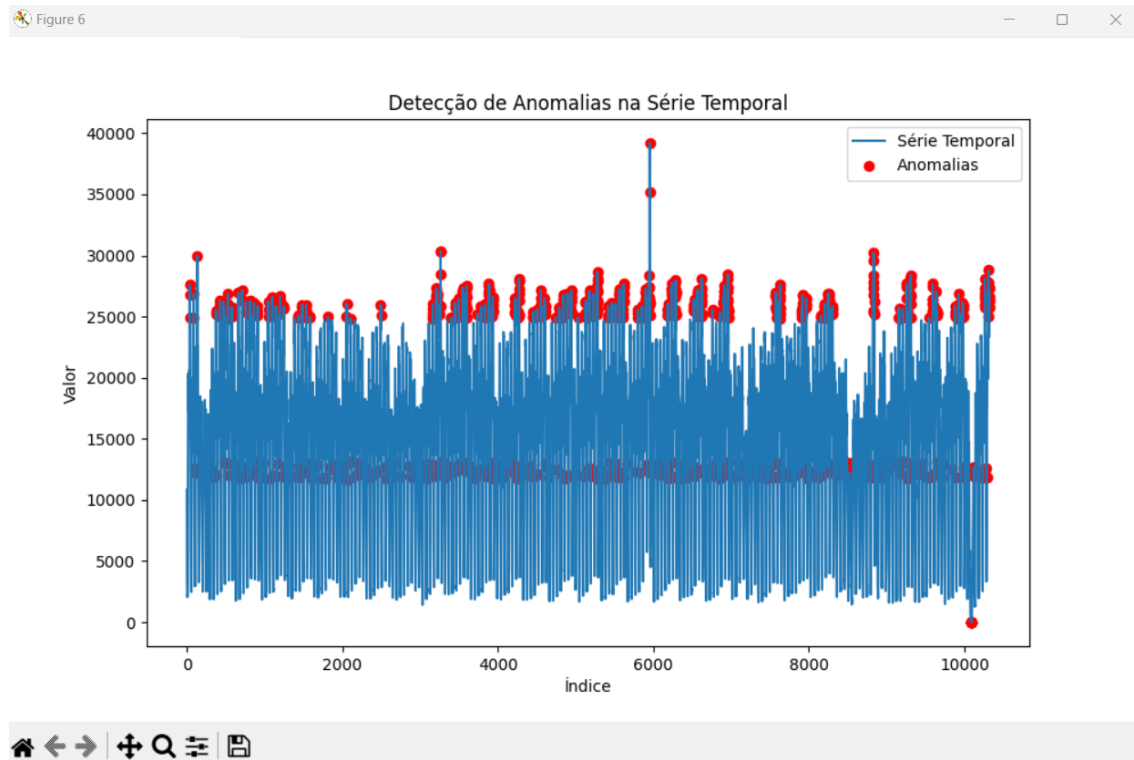 Figure 6
Detecção de Anomalias na Série Temporal
40000
35000
30000
25000
20000
15000
10000
5000
0
Valor
Série Temporal
Anomalias
0 2000 4000 6000 8000 10000
Índice